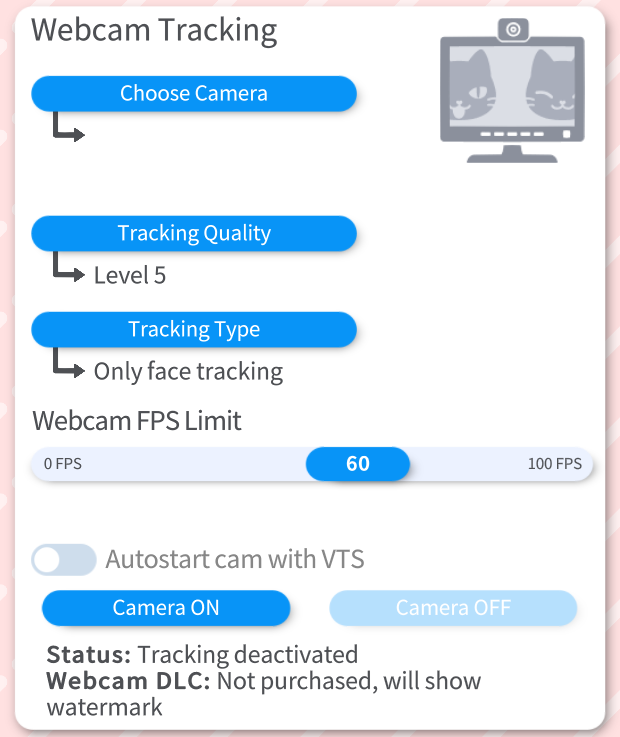 Webcam Tracking
Choose Camera
Tracking Quality
Level 5
Tracking Type
Only face tracking
Webcam FPS Limit
0 FPS 60 100 FPS
Autostart cam with VTS
Camera ON Camera OFF
Status: Tracking deactivated
Webcam DLC: Not purchased, will show
watermark